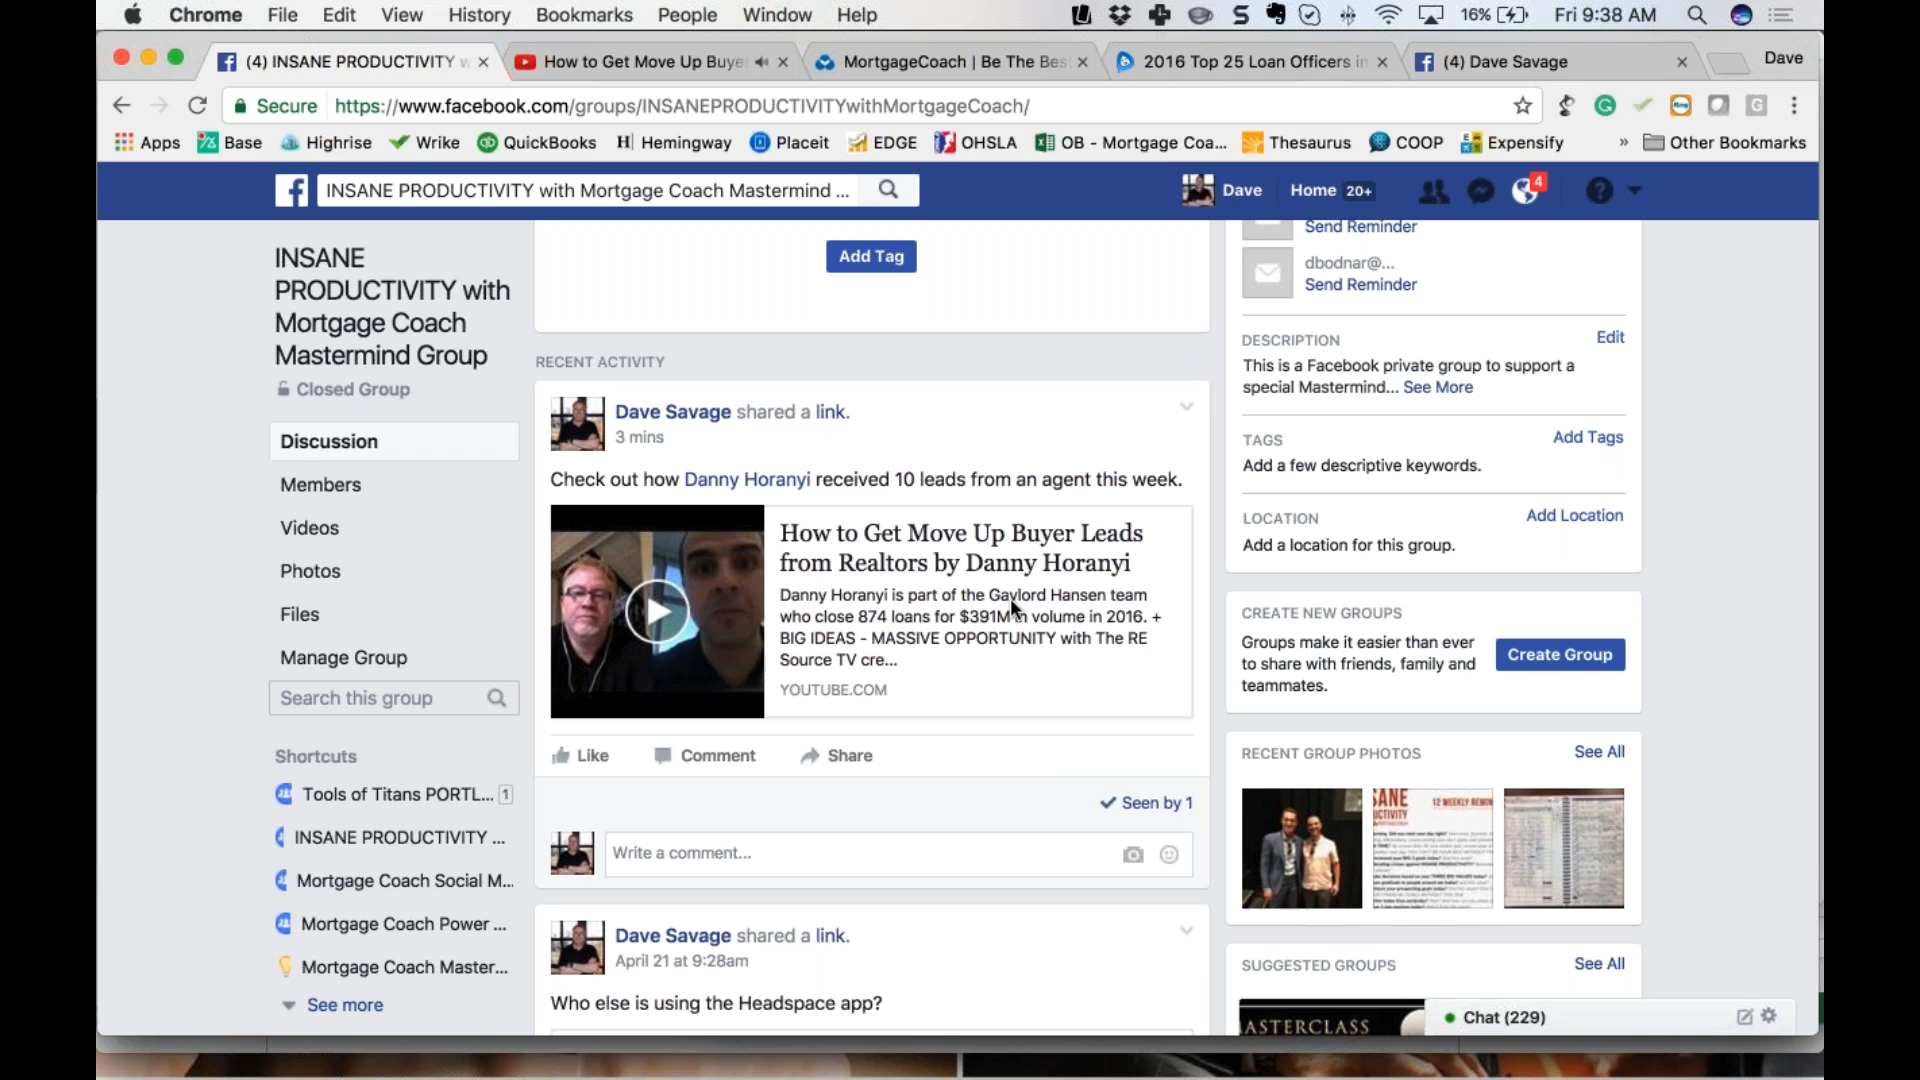 Chrome File Edit View History Bookmarks People Window Help 16% Fri 9:38 AM
(4) INSANE PRODUCTIVITY w How to Get Move Up Buye MortgageCoach | Be The Bes 2016 Top 25 Loan Officers in (4) Dave Savage Dave
Secure https://www.facebook.com/groups/INSANEPRODUCTIVITYwithMortgageCoach/
Apps Base Highrise Wrike QuickBooks Hemingway Placeit EDGE OHSLA OB - Mortgage Coa... Thesaurus COOP Expensify » Other Bookmarks
INSANE PRODUCTIVITY with Mortgage Coach Mastermind ... Dave Home 20+ 4
INSANE
PRODUCTIVITY with
Mortgage Coach
Mastermind Group
Closed Group
Discussion
Members
Videos
Photos
Files
Manage Group
Search this group
Shortcuts
Tools of Titans PORTL... 1
INSANE PRODUCTIVITY ...
Mortgage Coach Social M...
Mortgage Coach Power ...
Mortgage Coach Master...
See more
Add Tag
RECENT ACTIVITY
Dave Savage shared a link.
3 mins
Check out how Danny Horanyi received 10 leads from an agent this week.
How to Get Move Up Buyer Leads
from Realtors by Danny Horanyi
Danny Horanyi is part of the Gaylord Hansen team
who close 874 loans for $391M in volume in 2016. +
BIG IDEAS - MASSIVE OPPORTUNITY with The RE
Source TV cre...
YOUTUBE.COM
Like Comment Share
Seen by 1
Write a comment...
Dave Savage shared a link.
April 21 at 9:28am
Who else is using the Headspace app?
Send Reminder
dbodnar@...
Send Reminder
DESCRIPTION Edit
This is a Facebook private group to support a
special Mastermind... See More
TAGS Add Tags
Add a few descriptive keywords.
LOCATION Add Location
Add a location for this group.
CREATE NEW GROUPS
Groups make it easier than ever
to share with friends, family and
teammates.
Create Group
RECENT GROUP PHOTOS See All
12 WEEKLY
SUGGESTED GROUPS See All
MASTERCLASS
Chat (229)